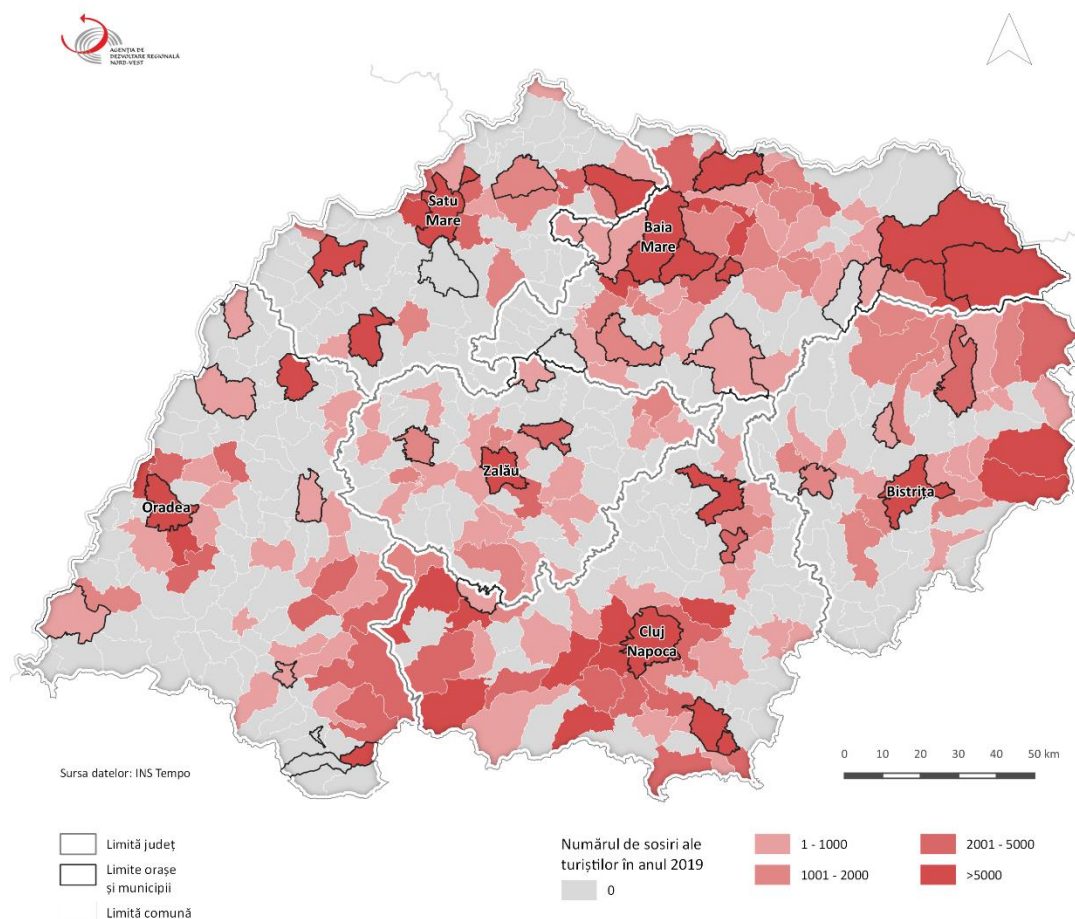 AGENȚIA DE
DEZVOLTARE REGIONALĂ
NORD-VEST
Satu
Mare
Baia
Mare
Zalău
Oradea
Bistrița
Cluj
Napoca
Sursa datelor: INS Tempo
0 10 20 30 40 50 km
Limită județ
Limite orașe
și municipii
Limită comună
Numărul de sosiri ale
turiștilor în anul 2019
0
1 - 1000
1001 - 2000
2001 - 5000
>5000